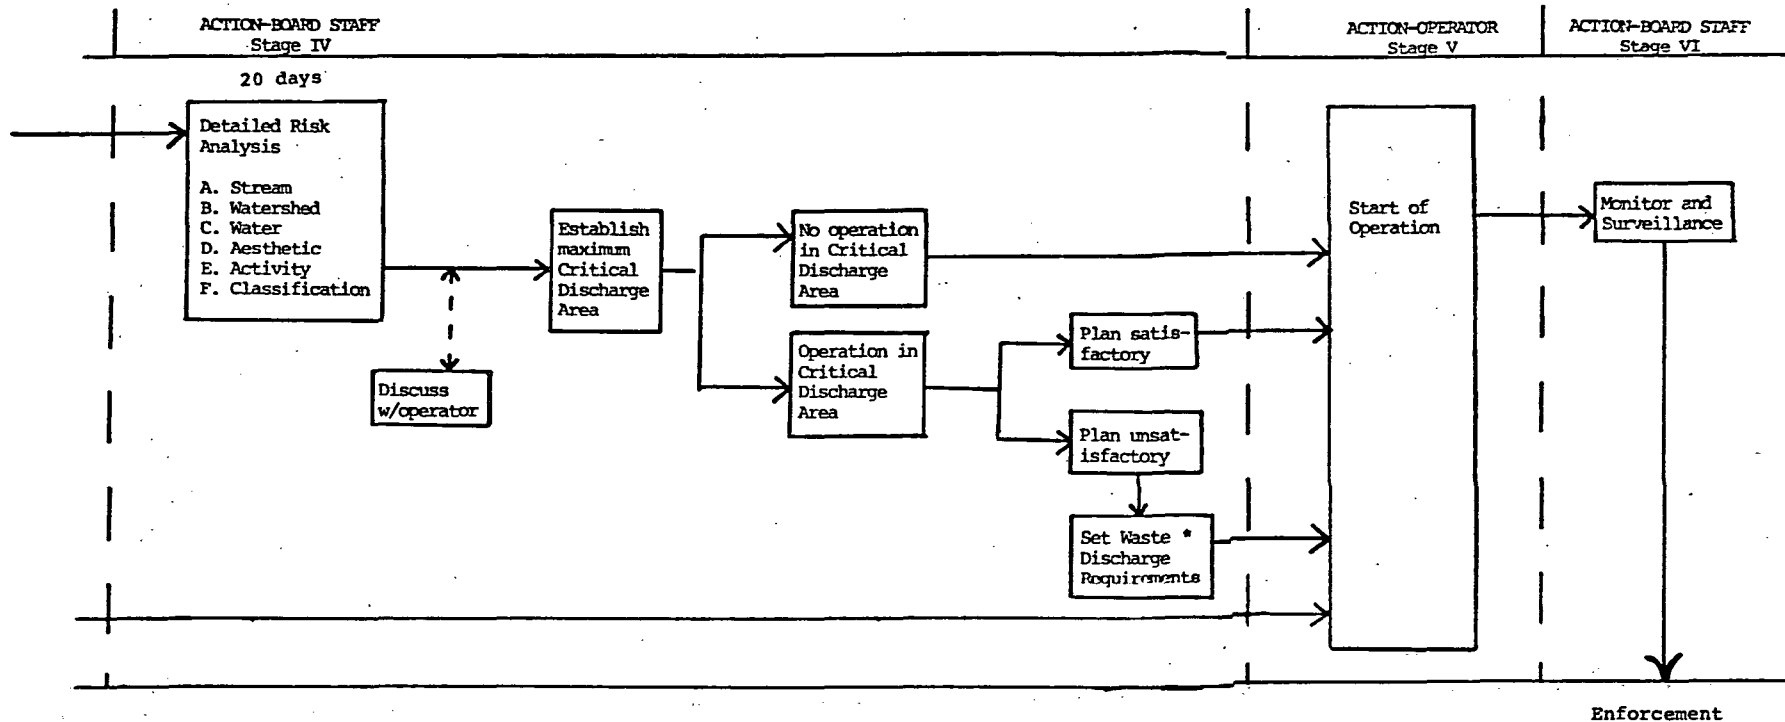 ACTION-BOARD STAFF
Stage IV
ACTION-OPERATOR
Stage V
ACTION-BOARD STAFF
Stage VI
20 days
Detailed Risk
Analysis
A. Stream
B. Watershed
C. Water
D. Aesthetic
E. Activity
F. Classification
Discuss
w/operator
Establish
maximum
Critical
Discharge
Area
No operation
in Critical
Discharge
Area
Operation in
Critical
Discharge
Area
Plan satis-
factory
Plan unsat-
isfactory
Set Waste *
Discharge
Requirements
Start of
Operation
Monitor and
Surveillance
Enforcement